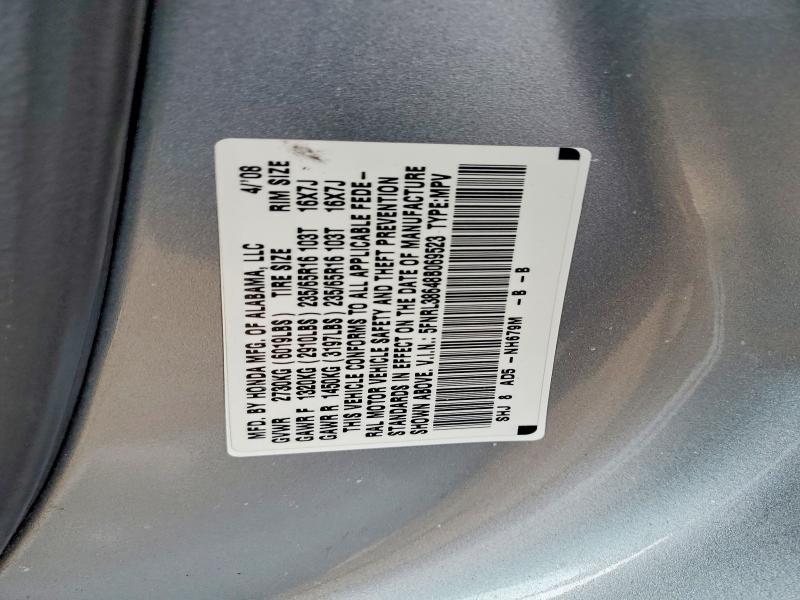 MFD. BY HONDA MFG. OF ALABAMA, LLC 4/'08
GVWR 2730KG (6019LBS) TIRE SIZE RIM SIZE
GAWR F 1320KG (2910LBS) 235/65R16 103T 16X7J
GAWR R 1450KG (3197LBS) 235/65R16 103T 16X7J
THIS VEHICLE CONFORMS TO ALL APPLICABLE FEDE-
RAL MOTOR VEHICLE SAFETY AND THEFT PREVENTION
STANDARDS IN EFFECT ON THE DATE OF MANUFACTURE
SHOWN ABOVE. V.I.N.: 5FNRL38648B069523 TYPE:MPV
SHJ 8 AD5 -NH679M -B -B